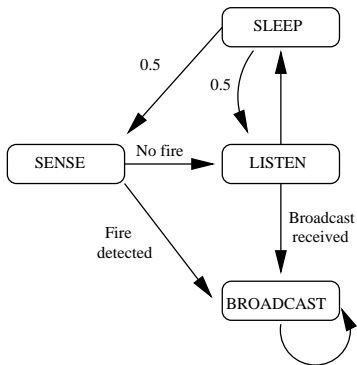 SLEEP
0.5
0.5
No fire
SENSE
LISTEN
Fire
detected
Broadcast
received
BROADCAST